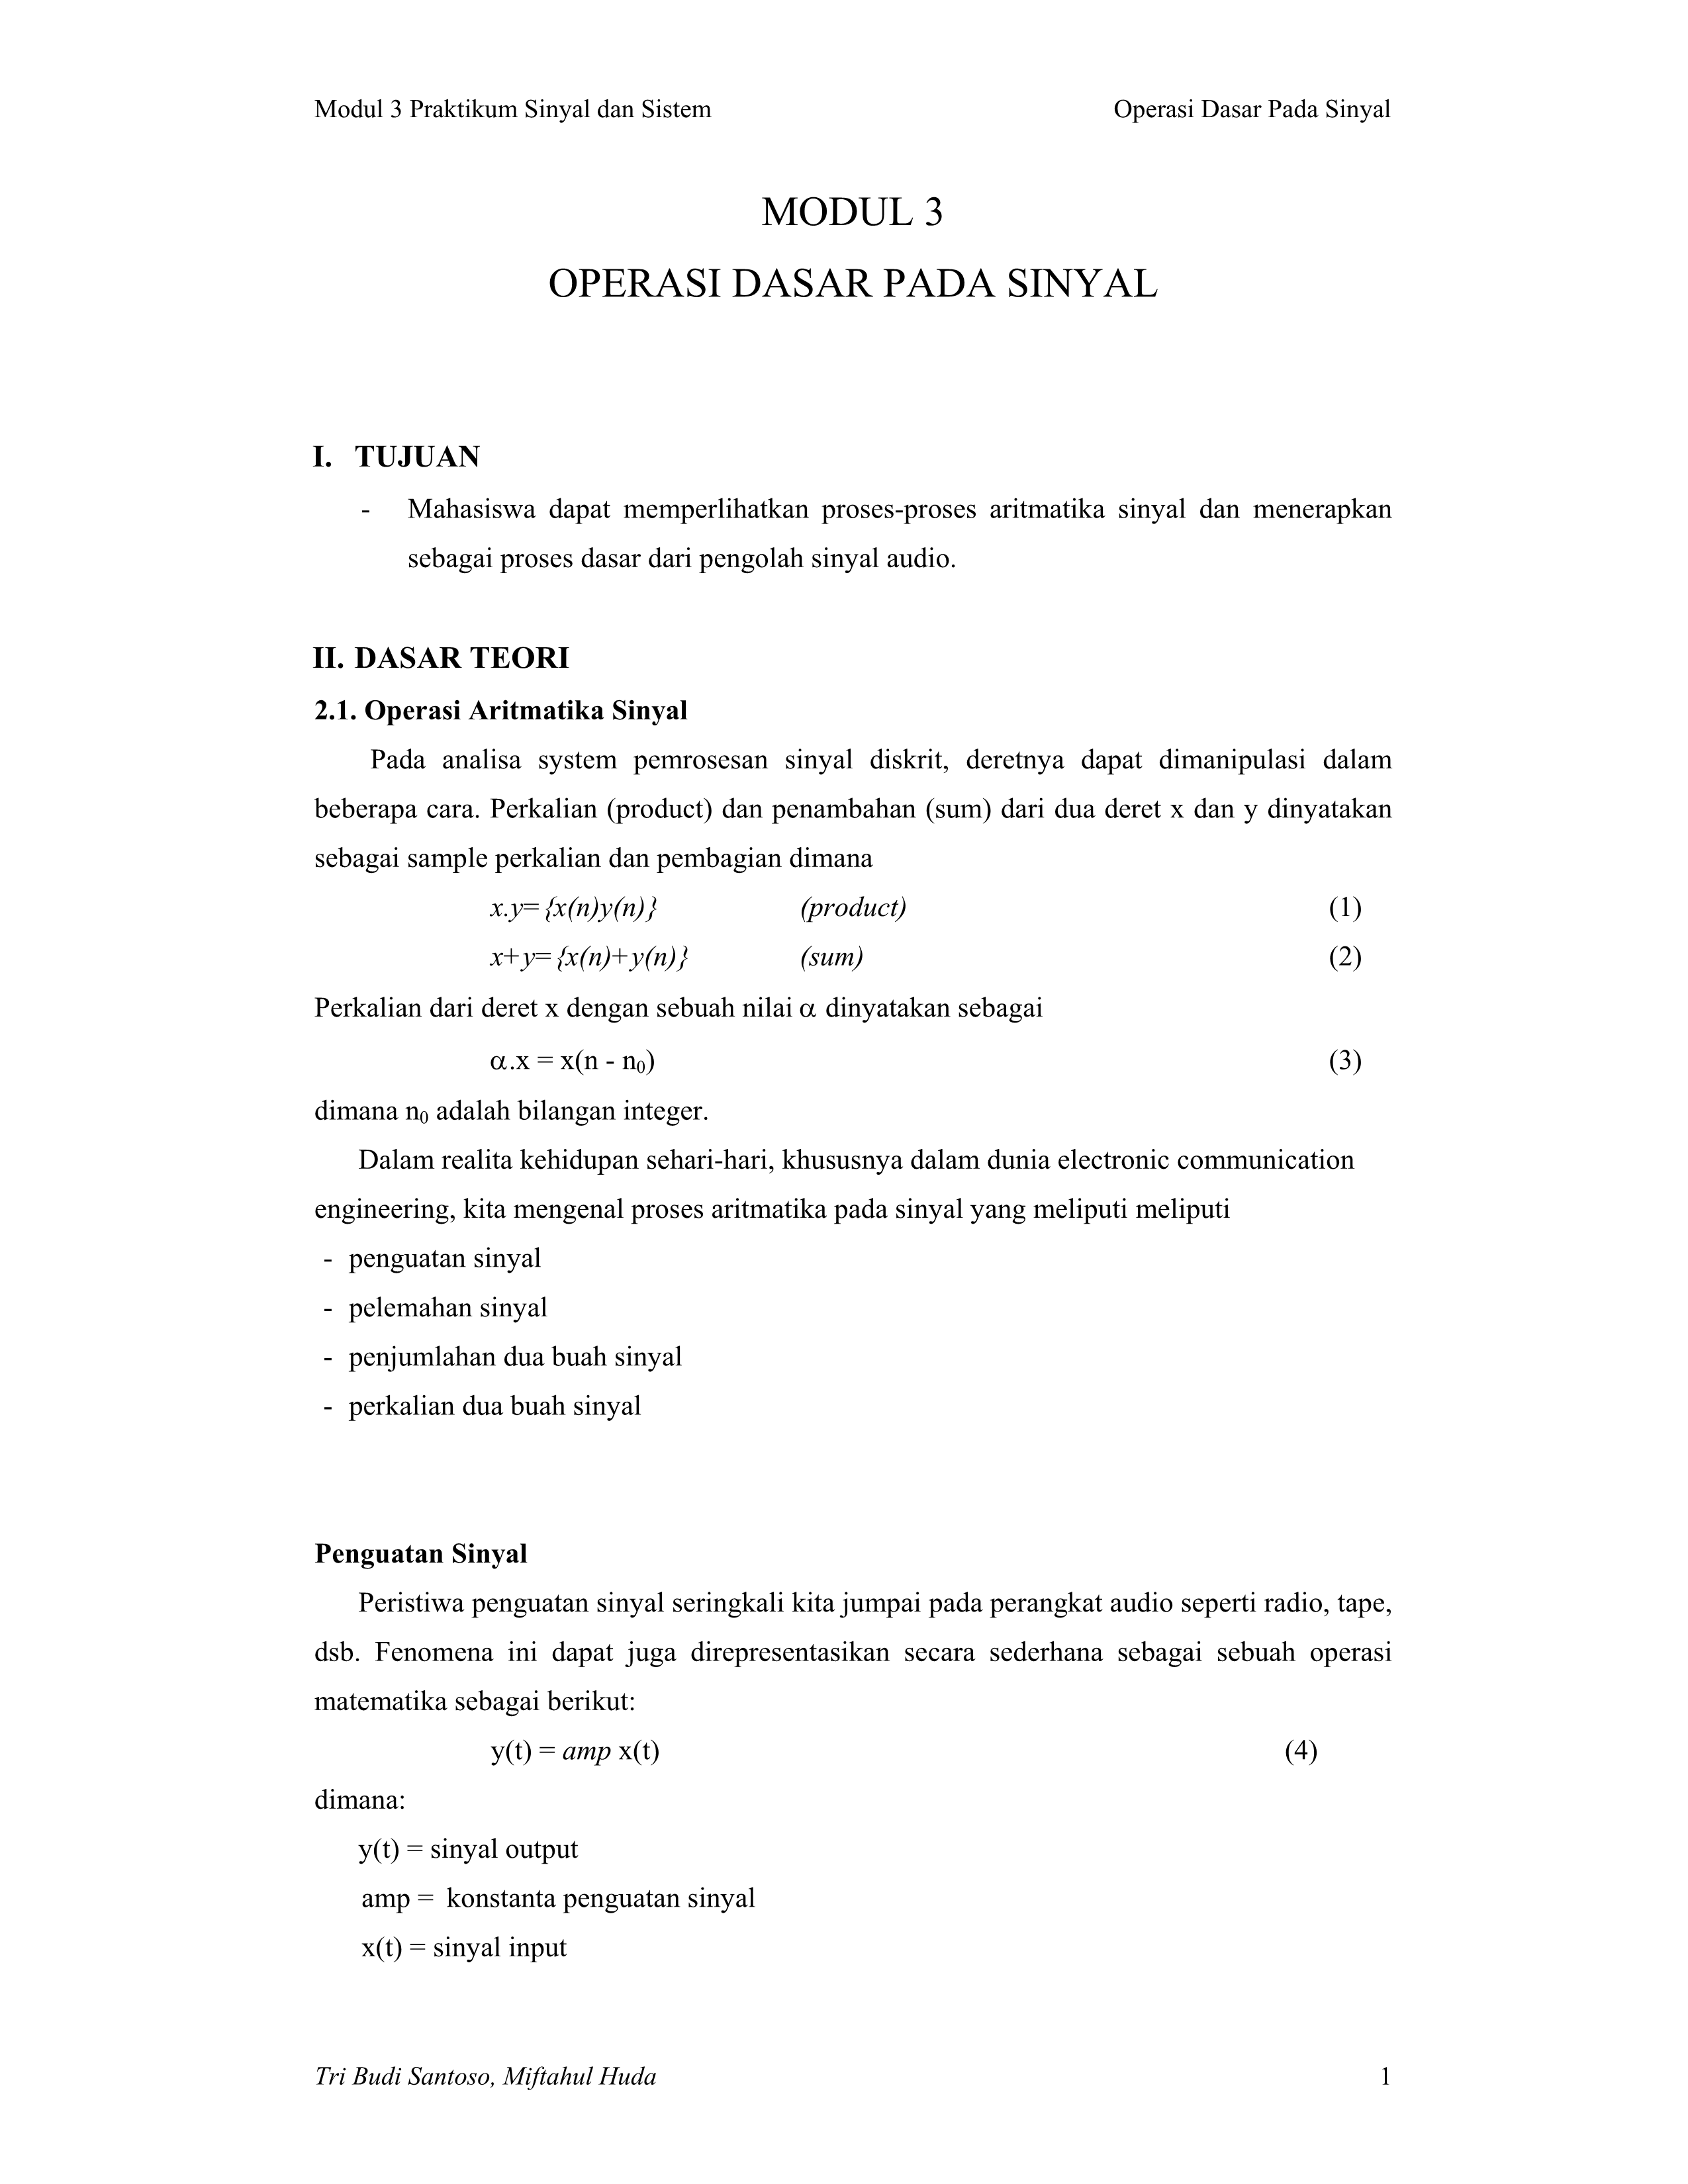 Modul 3 Praktikum Sinyal dan Sistem Operasi Dasar Pada Sinyal
MODUL 3
OPERASI DASAR PADA SINYAL
I. TUJUAN
- Mahasiswa dapat memperlihatkan proses-proses aritmatika sinyal dan menerapkan
sebagai proses dasar dari pengolah sinyal audio.
II. DASAR TEORI
2.1. Operasi Aritmatika Sinyal
Pada analisa system pemrosesan sinyal diskrit, deretnya dapat dimanipulasi dalam
beberapa cara. Perkalian (product) dan penambahan (sum) dari dua deret x dan y dinyatakan
sebagai sample perkalian dan pembagian dimana
x.y={x(n)y(n)} (product) (1)
x+y={x(n)+y(n)} (sum) (2)
Perkalian dari deret x dengan sebuah nilai α dinyatakan sebagai
α.x = x(n - n₀) (3)
dimana n₀ adalah bilangan integer.
Dalam realita kehidupan sehari-hari, khususnya dalam dunia electronic communication
engineering, kita mengenal proses aritmatika pada sinyal yang meliputi meliputi
- penguatan sinyal
- pelemahan sinyal
- penjumlahan dua buah sinyal
- perkalian dua buah sinyal
Penguatan Sinyal
Peristiwa penguatan sinyal seringkali kita jumpai pada perangkat audio seperti radio, tape,
dsb. Fenomena ini dapat juga direpresentasikan secara sederhana sebagai sebuah operasi
matematika sebagai berikut:
y(t) = amp x(t) (4)
dimana:
y(t) = sinyal output
amp = konstanta penguatan sinyal
x(t) = sinyal input
Tri Budi Santoso, Miftahul Huda 1